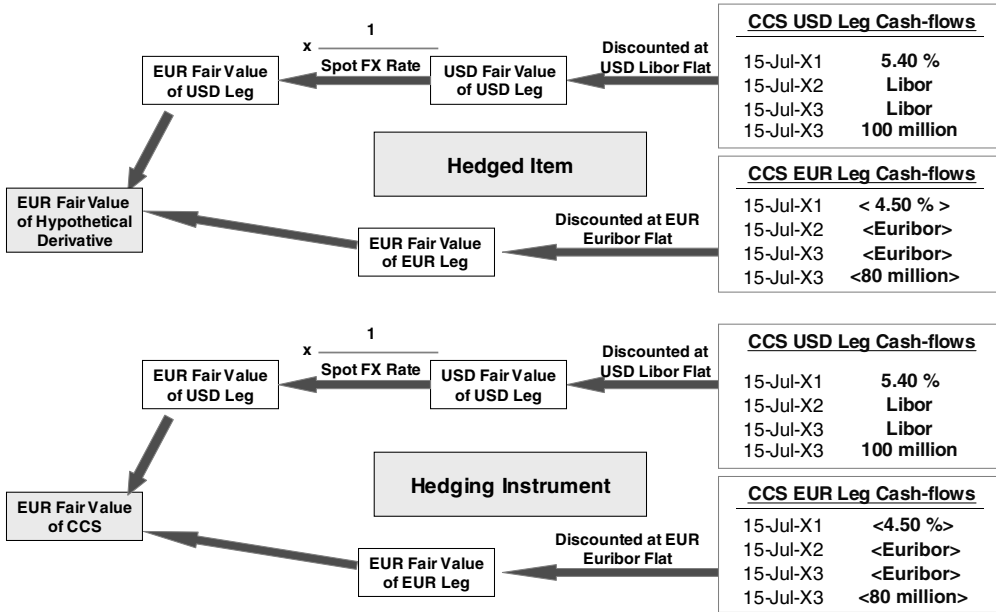 CCS USD Leg Cash-flows
15-Jul-X1 5.40 %
15-Jul-X2 Libor
15-Jul-X3 Libor
15-Jul-X3 100 million
Discounted at
USD Libor Flat
USD Fair Value
of USD Leg
1
x
Spot FX Rate
EUR Fair Value
of USD Leg
Hedged Item
EUR Fair Value
of Hypothetical
Derivative
CCS EUR Leg Cash-flows
15-Jul-X1 < 4.50 % >
15-Jul-X2 <Euribor>
15-Jul-X3 <Euribor>
15-Jul-X3 <80 million>
Discounted at EUR
Euribor Flat
EUR Fair Value
of EUR Leg
CCS USD Leg Cash-flows
15-Jul-X1 5.40 %
15-Jul-X2 Libor
15-Jul-X3 Libor
15-Jul-X3 100 million
Discounted at
USD Libor Flat
USD Fair Value
of USD Leg
1
x
Spot FX Rate
EUR Fair Value
of USD Leg
Hedging Instrument
EUR Fair Value
of CCS
CCS EUR Leg Cash-flows
15-Jul-X1 <4.50 %>
15-Jul-X2 <Euribor>
15-Jul-X3 <Euribor>
15-Jul-X3 <80 million>
Discounted at EUR
Euribor Flat
EUR Fair Value
of EUR Leg